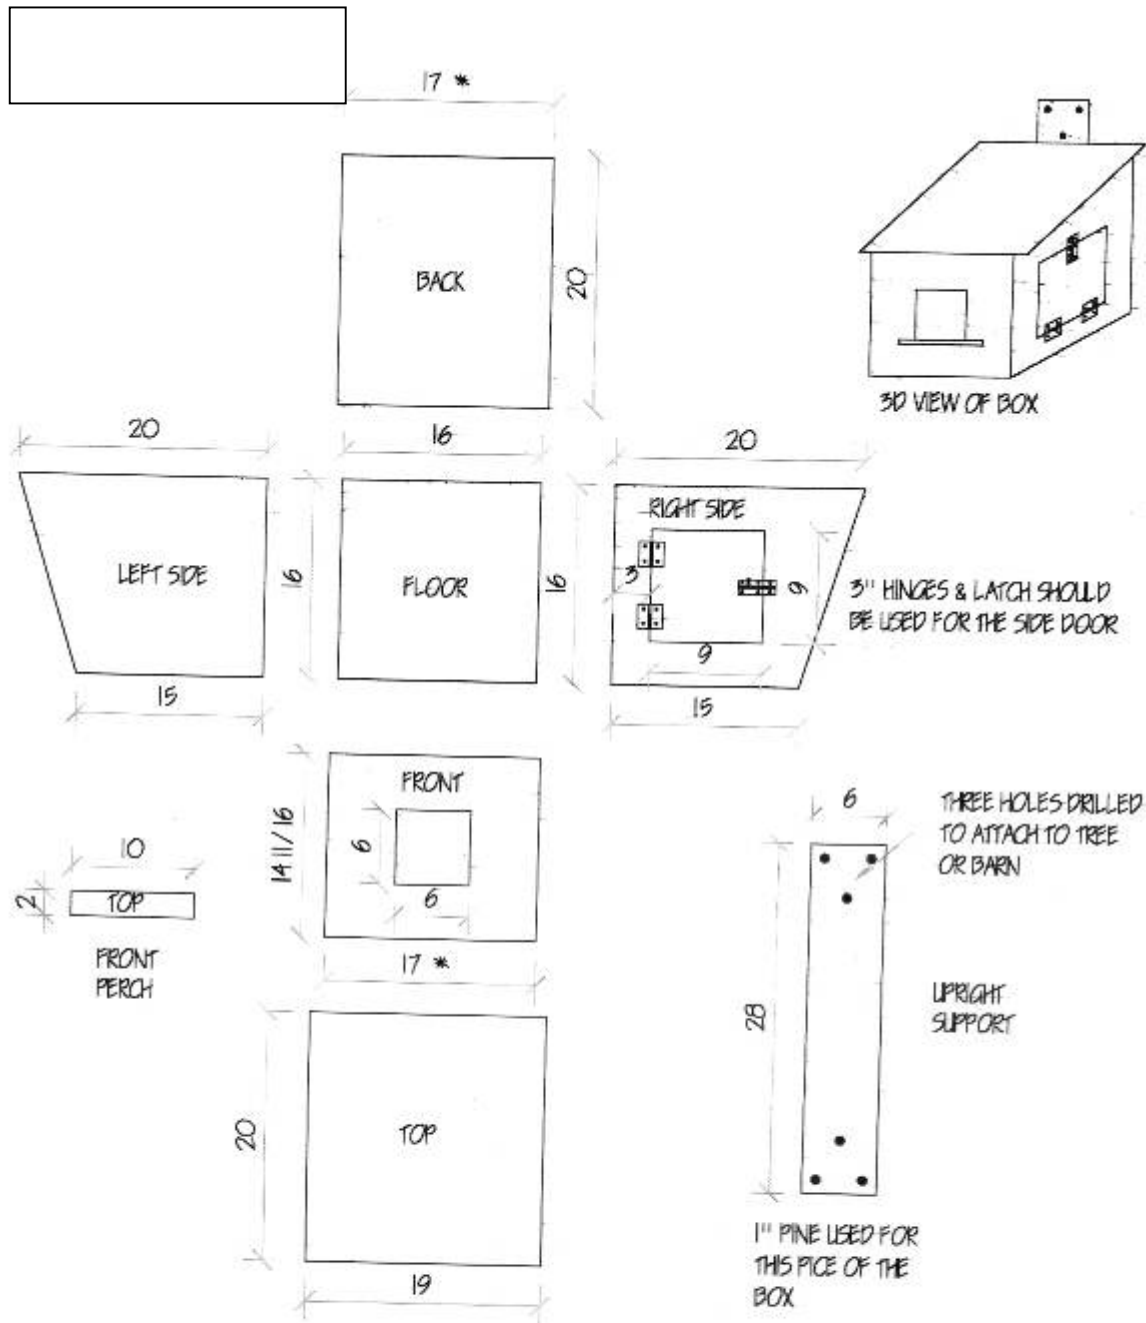 17 *
BACK
20
3D VIEW OF BOX
20
16
20
LEFT SIDE
16
FLOOR
16
RIGHT SIDE
3
9
9
3" HINGES & LATCH SHOULD
BE USED FOR THE SIDE DOOR
15
15
FRONT
14 11/16
6
6
17 *
10
2
TOP
FRONT
PERCH
6
THREE HOLES DRILLED
TO ATTACH TO TREE
OR BARN
28
UPRIGHT
SUPPORT
20
TOP
19
1" PINE USED FOR
THIS PICE OF THE
BOX